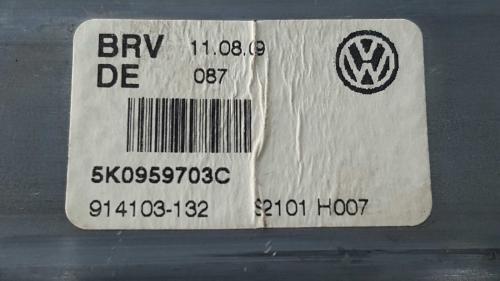 BRV 11.08.09
DE 087
5K0959703C
914103-132 S2101 H007